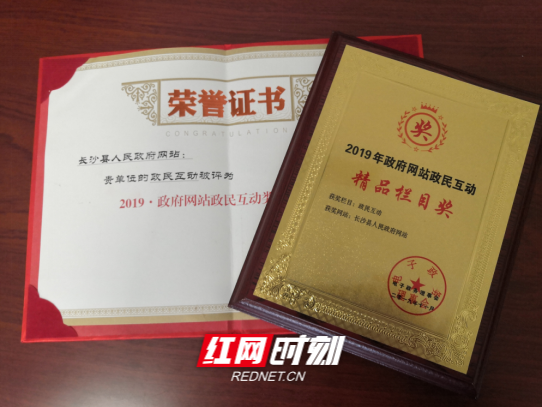 荣誉证书
CONGRATULATION
长沙县人民政府网站：
贵单位的政民互动被评为
2019·政府网站政民互动
奖
2019年政府网站政民互动
精品栏目奖
获奖栏目：政民互动
获奖网站：长沙县人民政府网站
红网时刻
REDNET.CN